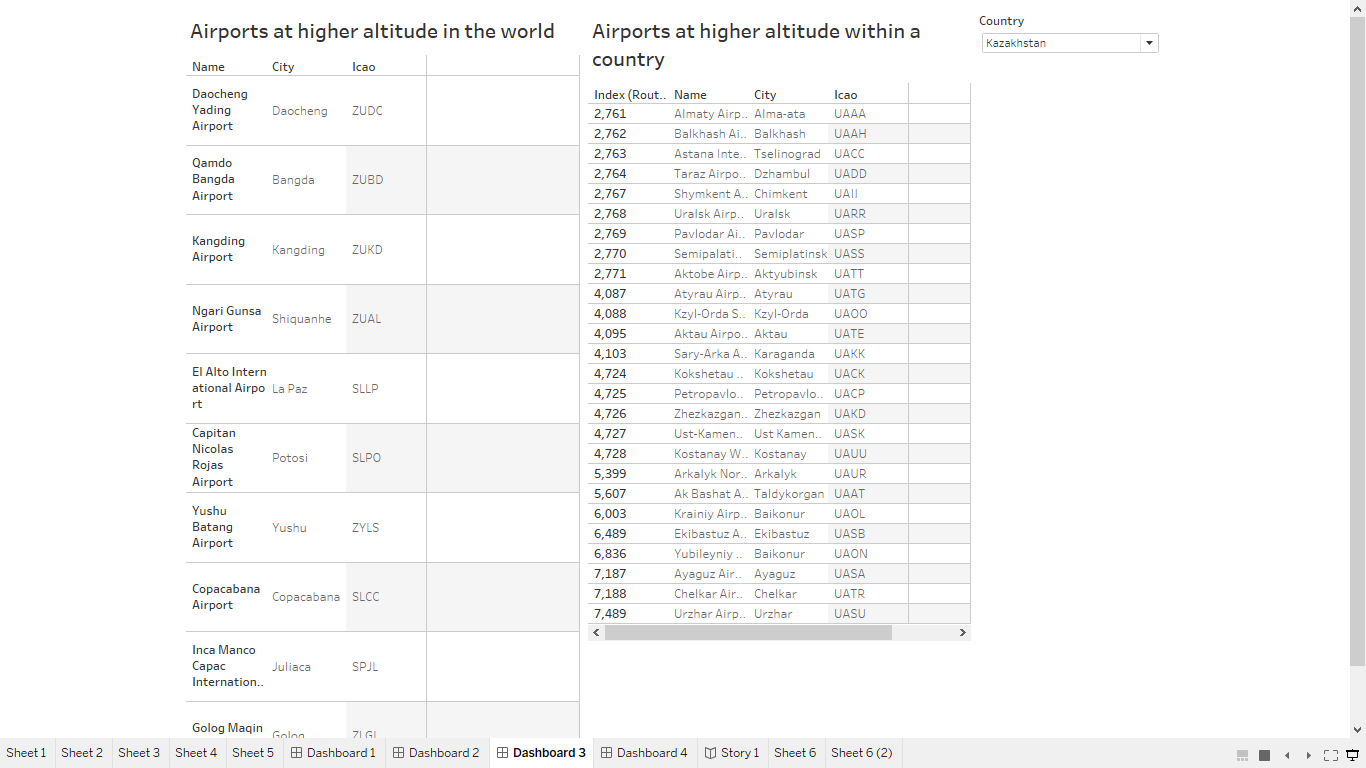 Airports at higher altitude in the world
Name City Icao
Daocheng
Yading
Airport
Daocheng ZUDC
Qamdo
Bangda
Airport
Bangda ZUBD
Kangding
Airport
Kangding ZUKD
Ngari Gunsa
Airport
Shiquanhe ZUAL
El Alto Intern
ational Airpo
rt
La Paz SLLP
Capitan
Nicolas
Rojas
Airport
Potosi SLPO
Yushu
Batang
Airport
Yushu ZYLS
Copacabana
Airport
Copacabana SLCC
Inca Manco
Capac
Internation..
Juliaca SPJL
Golog Maqin
Golog ZLGL
Airports at higher altitude within a
country
Index (Rout.. Name City Icao
2,761 Almaty Airp.. Alma-ata UAAA
2,762 Balkhash Ai.. Balkhash UAAH
2,763 Astana Inte.. Tselinograd UACC
2,764 Taraz Airpo.. Dzhambul UADD
2,767 Shymkent A.. Chimkent UAII
2,768 Uralsk Airp.. Uralsk UARR
2,769 Pavlodar Ai.. Pavlodar UASP
2,770 Semipalati.. Semiplatinsk UASS
2,771 Aktobe Airp.. Aktyubinsk UATT
4,087 Atyrau Airp.. Atyrau UATG
4,088 Kzyl-Orda S.. Kzyl-Orda UAOO
4,095 Aktau Airpo.. Aktau UATE
4,103 Sary-Arka A.. Karaganda UAKK
4,724 Kokshetau .. Kokshetau UACK
4,725 Petropavlo.. Petropavlo.. UACP
4,726 Zhezkazgan.. Zhezkazgan UAKD
4,727 Ust-Kamen.. Ust Kamen.. UASK
4,728 Kostanay W.. Kostanay UAUU
5,399 Arkalyk Nor.. Arkalyk UAUR
5,607 Ak Bashat A.. Taldykorgan UAAT
6,003 Krainiy Airp.. Baikonur UAOL
6,489 Ekibastuz A.. Ekibastuz UASB
6,836 Yubileyniy .. Baikonur UAON
7,187 Ayaguz Air.. Ayaguz UASA
7,188 Chelkar Air.. Chelkar UATR
7,489 Urzhar Airp.. Urzhar UASU
Country
Kazakhstan
Sheet 1 Sheet 2 Sheet 3 Sheet 4 Sheet 5 Dashboard 1 Dashboard 2 Dashboard 3 Dashboard 4 Story 1 Sheet 6 Sheet 6 (2)